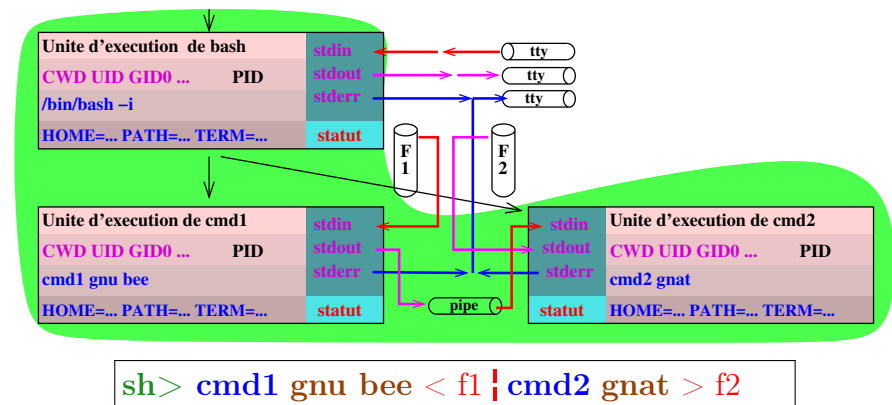 Unite d'execution de bash
stdin
tty
CWD UID GID0 ... PID
stdout
tty
/bin/bash −i
stderr
tty
HOME=... PATH=... TERM=...
statut
F
1
F
2
Unite d'execution de cmd1
stdin
CWD UID GID0 ... PID
stdout
cmd1 gnu bee
stderr
HOME=... PATH=... TERM=...
statut
pipe
stdin
Unite d'execution de cmd2
stdout
CWD UID GID0 ... PID
stderr
cmd2 gnat
statut
HOME=... PATH=... TERM=...
sh> cmd1 gnu bee < f1 ¦ cmd2 gnat > f2